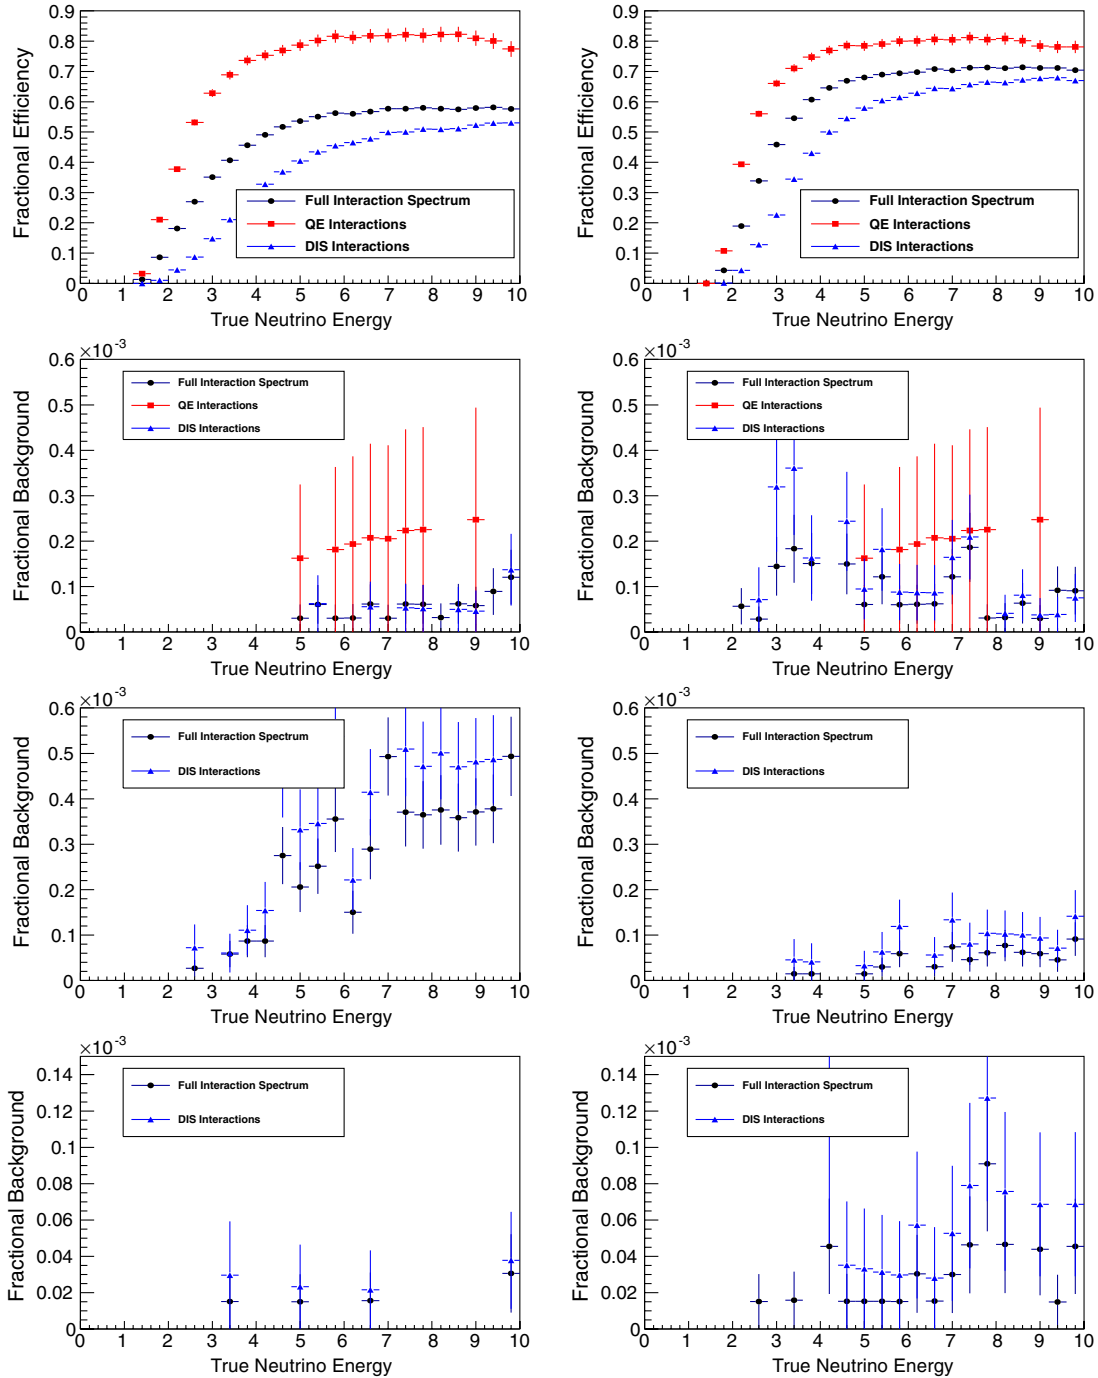 0.9
0.8
0.7
0.6
0.5
0.4
0.3
0.2
0.1
0
Fractional Efficiency
Full Interaction Spectrum
QE Interactions
DIS Interactions
0 1 2 3 4 5 6 7 8 9 10
True Neutrino Energy
0.9
0.8
0.7
0.6
0.5
0.4
0.3
0.2
0.1
0
Fractional Efficiency
Full Interaction Spectrum
QE Interactions
DIS Interactions
0 1 2 3 4 5 6 7 8 9 10
True Neutrino Energy
×10⁻³
0.6
0.5
0.4
0.3
0.2
0.1
0
Fractional Background
Full Interaction Spectrum
QE Interactions
DIS Interactions
0 1 2 3 4 5 6 7 8 9 10
True Neutrino Energy
×10⁻³
0.6
0.5
0.4
0.3
0.2
0.1
0
Fractional Background
Full Interaction Spectrum
QE Interactions
DIS Interactions
0 1 2 3 4 5 6 7 8 9 10
True Neutrino Energy
×10⁻³
0.6
0.5
0.4
0.3
0.2
0.1
0
Fractional Background
Full Interaction Spectrum
DIS Interactions
0 1 2 3 4 5 6 7 8 9 10
True Neutrino Energy
×10⁻³
0.6
0.5
0.4
0.3
0.2
0.1
0
Fractional Background
Full Interaction Spectrum
DIS Interactions
0 1 2 3 4 5 6 7 8 9 10
True Neutrino Energy
×10⁻³
0.14
0.12
0.1
0.08
0.06
0.04
0.02
0
Fractional Background
Full Interaction Spectrum
DIS Interactions
0 1 2 3 4 5 6 7 8 9 10
True Neutrino Energy
×10⁻³
0.14
0.12
0.1
0.08
0.06
0.04
0.02
0
Fractional Background
Full Interaction Spectrum
DIS Interactions
0 1 2 3 4 5 6 7 8 9 10
True Neutrino Energy